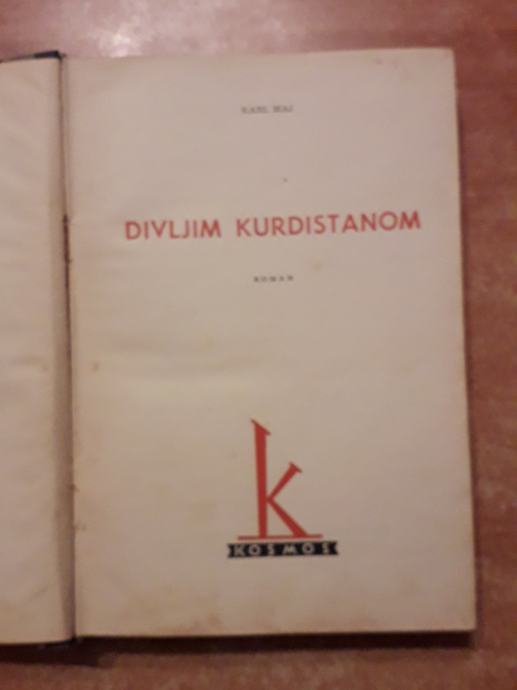 KARL MAJ
DIVLJIM KURDISTANOM
ROMAN
k
KOSMOS